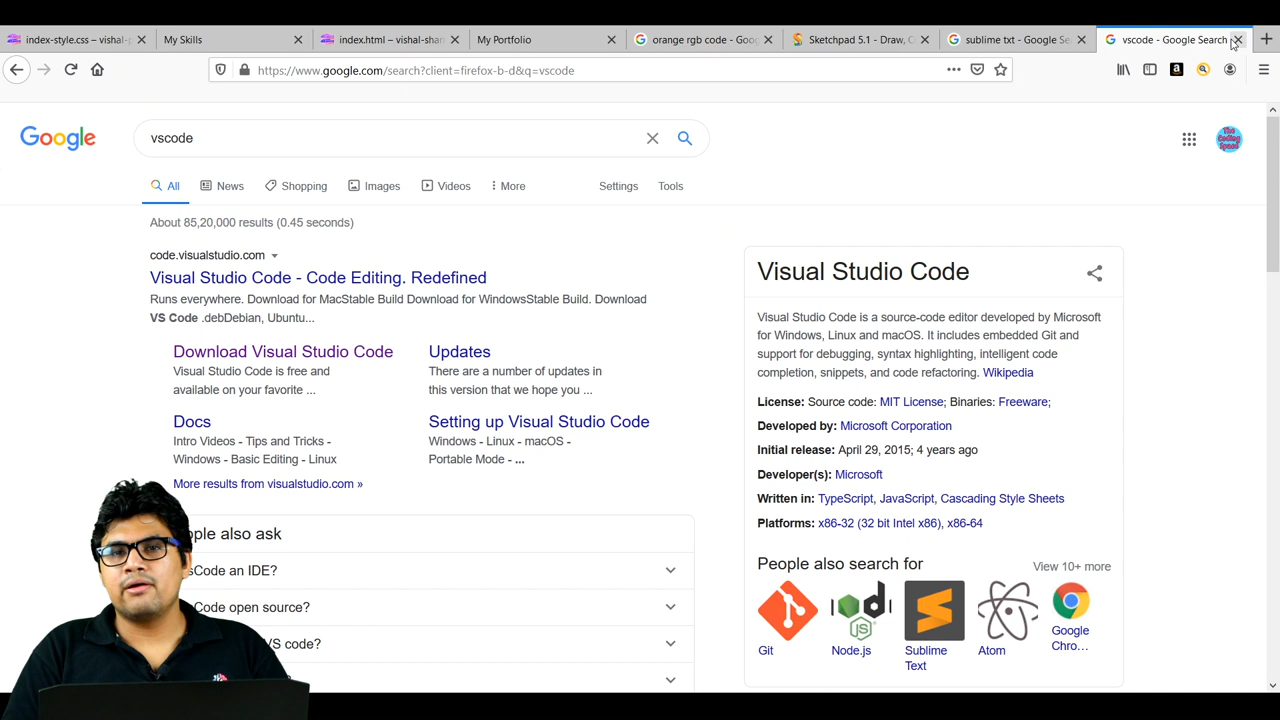 index-style.css – vishal-p
My Skills
index.html – vishal-shan
My Portfolio
orange rgb code - Goog
Sketchpad 5.1 - Draw, C
sublime txt - Google Se
vscode - Google Search
https://www.google.com/search?client=firefox-b-d&q=vscode
Google
vscode
The Coding Speed
All
News
Shopping
Images
Videos
More
Settings
Tools
About 85,20,000 results (0.45 seconds)
code.visualstudio.com
Visual Studio Code - Code Editing. Redefined
Runs everywhere. Download for MacStable Build Download for WindowsStable Build. Download
VS Code .debDebian, Ubuntu...
Download Visual Studio Code
Visual Studio Code is free and
available on your favorite ...
Updates
There are a number of updates in
this version that we hope you ...
Docs
Intro Videos - Tips and Tricks -
Windows - Basic Editing - Linux
Setting up Visual Studio Code
Windows - Linux - macOS -
Portable Mode - ...
More results from visualstudio.com »
ople also ask
sCode an IDE?
Code open source?
VS code?
Visual Studio Code
Visual Studio Code is a source-code editor developed by Microsoft
for Windows, Linux and macOS. It includes embedded Git and
support for debugging, syntax highlighting, intelligent code
completion, snippets, and code refactoring. Wikipedia
License: Source code: MIT License; Binaries: Freeware;
Developed by: Microsoft Corporation
Initial release: April 29, 2015; 4 years ago
Developer(s): Microsoft
Written in: TypeScript, JavaScript, Cascading Style Sheets
Platforms: x86-32 (32 bit Intel x86), x86-64
People also search for
View 10+ more
Git
Node.js
Sublime
Text
Atom
Google
Chro...